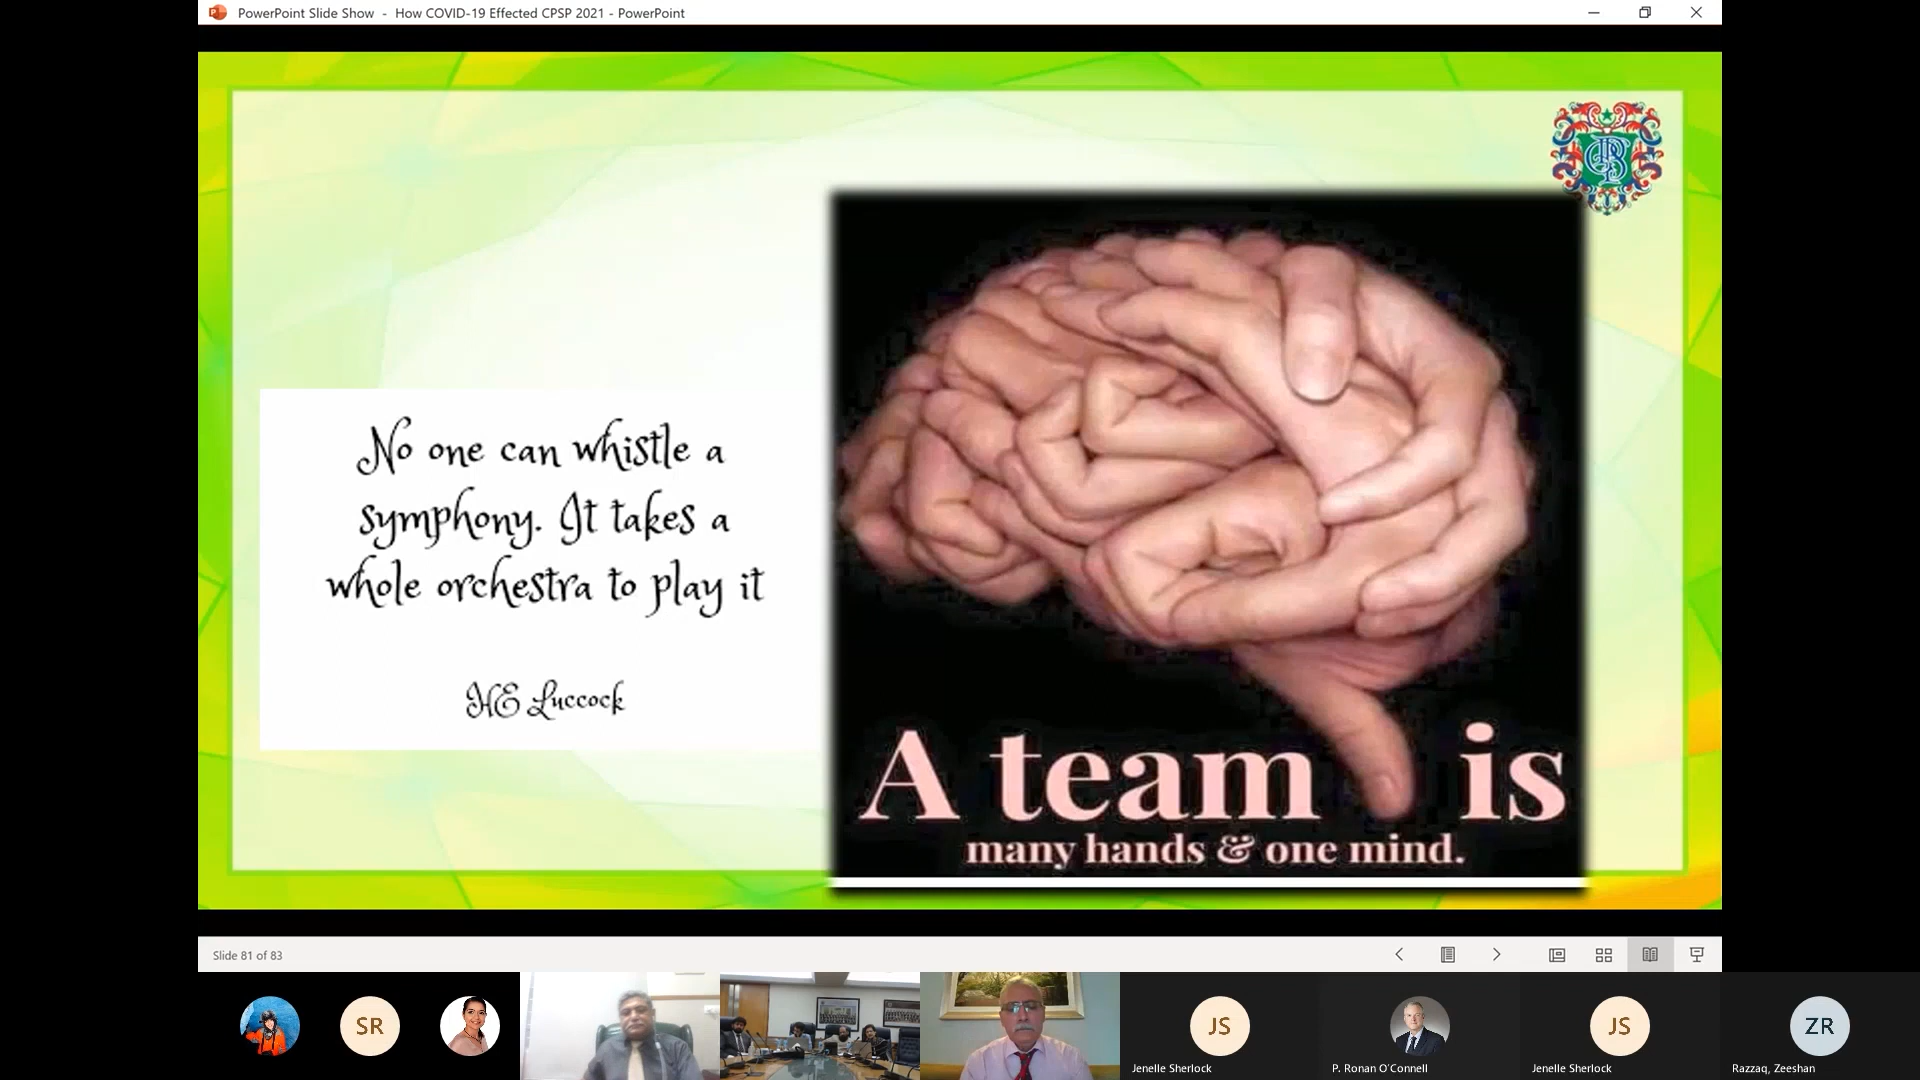 PowerPoint Slide Show - How COVID-19 Effected CPSP 2021 - PowerPoint
No one can whistle a
symphony. It takes a
whole orchestra to play it
HE Luccock
A team is
many hands & one mind.
Slide 81 of 83
SR
JS
JS
ZR
Jenelle Sherlock
P. Ronan O'Connell
Jenelle Sherlock
Razzaq, Zeeshan